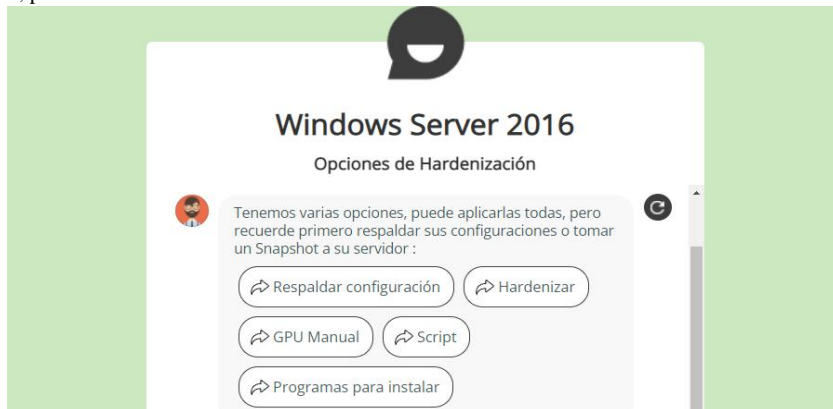 Windows Server 2016
Opciones de Hardenización
Tenemos varias opciones, puede aplicarlas todas, pero
recuerde primero respaldar sus configuraciones o tomar
un Snapshot a su servidor :
Respaldar configuración
Hardenizar
GPU Manual
Script
Programas para instalar